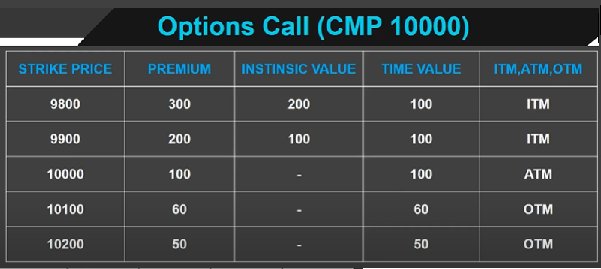 Options Call (CMP 10000)
STRIKE PRICE PREMIUM INSTINSIC VALUE TIME VALUE ITM,ATM,OTM
9800 300 200 100 ITM
9900 200 100 100 ITM
10000 100 - 100 ATM
10100 60 - 60 OTM
10200 50 - 50 OTM